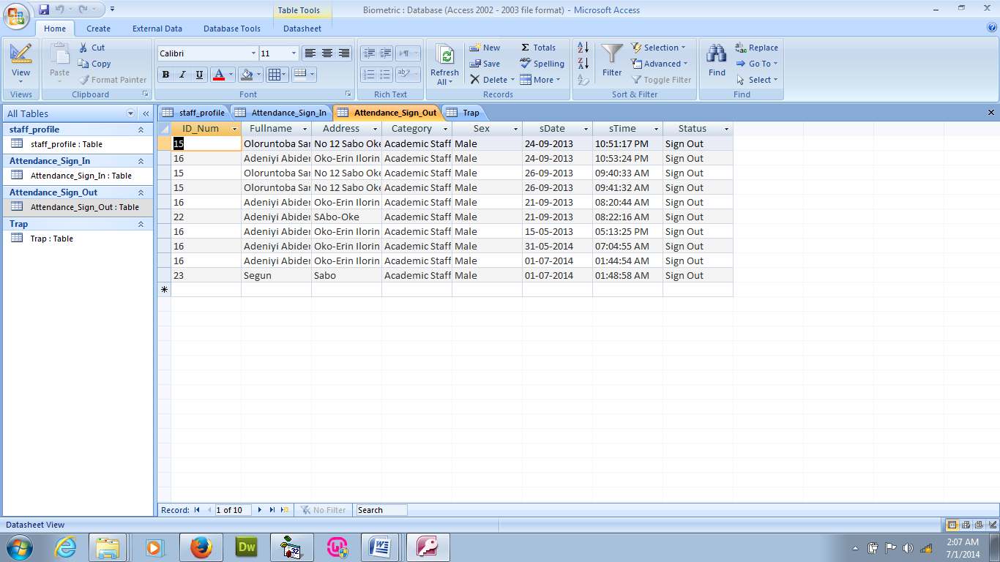 Table Tools
Biometric : Database (Access 2002 - 2003 file format) - Microsoft Access
Home Create External Data Database Tools Datasheet
View
Views
Paste
Cut
Copy
Format Painter
Clipboard
Calibri 11
B I U A
Font
Rich Text
Refresh All
New
Save
Delete
Totals
Spelling
More
Records
Filter
Selection
Advanced
Toggle Filter
Sort & Filter
Find
Replace
Go To
Select
Find
All Tables
staff_profile
staff_profile : Table
Attendance_Sign_In
Attendance_Sign_In : Table
Attendance_Sign_Out
Attendance_Sign_Out : Table
Trap
Trap : Table
staff_profile Attendance_Sign_In Attendance_Sign_Out Trap
ID_Num Fullname Address Category Sex sDate sTime Status
15 Oloruntoba Sar No 12 Sabo Oke Academic Staff Male 24-09-2013 10:51:17 PM Sign Out
16 Adeniyi Abider Oko-Erin Ilorin Academic Staff Male 24-09-2013 10:53:24 PM Sign Out
15 Oloruntoba Sar No 12 Sabo Oke Academic Staff Male 26-09-2013 09:40:33 AM Sign Out
15 Oloruntoba Sar No 12 Sabo Oke Academic Staff Male 26-09-2013 09:41:32 AM Sign Out
16 Adeniyi Abider Oko-Erin Ilorin Academic Staff Male 21-09-2013 08:20:44 AM Sign Out
22 Adeniyi Abider SAbo-Oke Academic Staff Male 21-09-2013 08:22:16 AM Sign Out
16 Adeniyi Abider Oko-Erin Ilorin Academic Staff Male 15-05-2013 05:13:25 PM Sign Out
16 Adeniyi Abider Oko-Erin Ilorin Academic Staff Male 31-05-2014 07:04:55 AM Sign Out
16 Adeniyi Abider Oko-Erin Ilorin Academic Staff Male 01-07-2014 01:44:54 AM Sign Out
23 Segun Sabo Academic Staff Male 01-07-2014 01:48:58 AM Sign Out
Record: 1 of 10 No Filter Search
Datasheet View
Dw
32
2:07 AM
7/1/2014